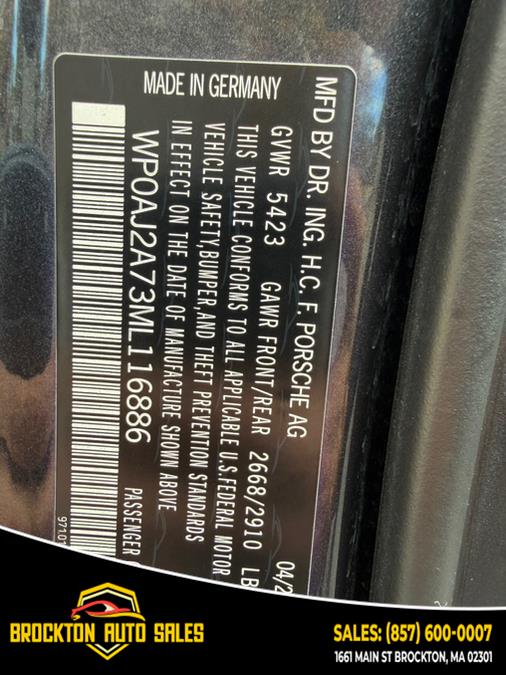 MFD BY DR. ING. H.C. F. PORSCHE AG
GVWR 5423 GAWR FRONT/REAR 2668/2910 LB
THIS VEHICLE CONFORMS TO ALL APPLICABLE U.S. FEDERAL MOTOR
VEHICLE SAFETY, BUMPER, AND THEFT PREVENTION STANDARDS
IN EFFECT ON THE DATE OF MANUFACTURE SHOWN ABOVE
WP0AJ2A73ML116886
PASSENGER
MADE IN GERMANY
BROCKTON AUTO SALES
SALES: (857) 600-0007
1661 MAIN ST BROCKTON, MA 02301